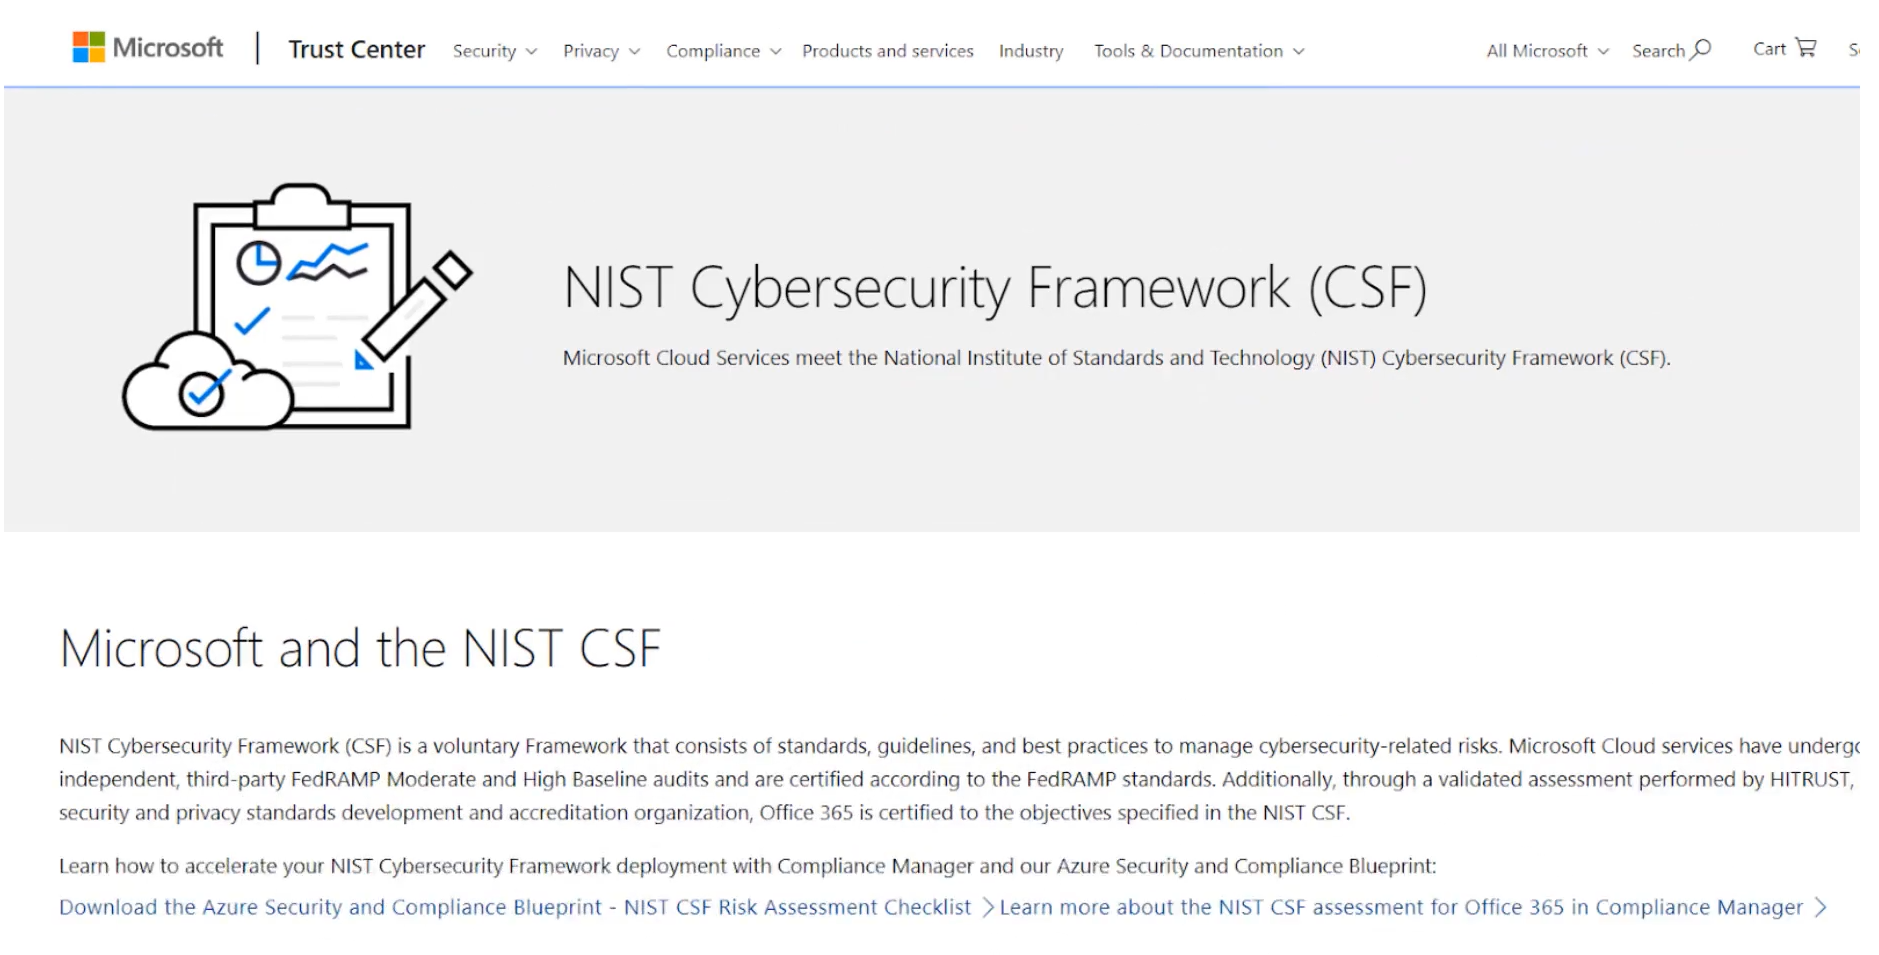 Microsoft
Trust Center
Security
Privacy
Compliance
Products and services
Industry
Tools & Documentation
All Microsoft
Search
Cart
NIST Cybersecurity Framework (CSF)
Microsoft Cloud Services meet the National Institute of Standards and Technology (NIST) Cybersecurity Framework (CSF).
Microsoft and the NIST CSF
NIST Cybersecurity Framework (CSF) is a voluntary Framework that consists of standards, guidelines, and best practices to manage cybersecurity-related risks. Microsoft Cloud services have
independent, third-party FedRAMP Moderate and High Baseline audits and are certified according to the FedRAMP standards. Additionally, through a validated assessment performed by HITRUST,
security and privacy standards development and accreditation organization, Office 365 is certified to the objectives specified in the NIST CSF.
Learn how to accelerate your NIST Cybersecurity Framework deployment with Compliance Manager and our Azure Security and Compliance Blueprint:
Download the Azure Security and Compliance Blueprint - NIST CSF Risk Assessment Checklist > Learn more about the NIST CSF assessment for Office 365 in Compliance Manager >